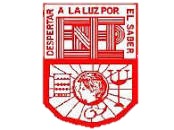 DESPERTAR A LA LUZ POR EL SABER
ENP